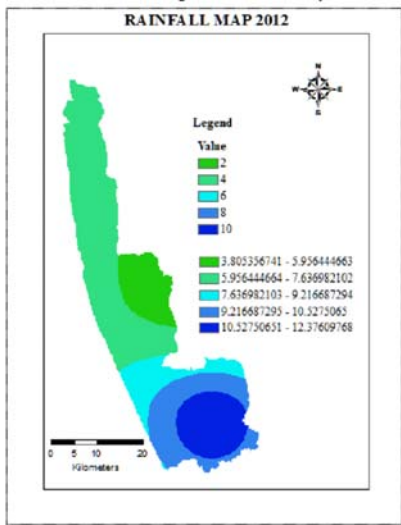 RAINFALL MAP 2012
N
W E
S
Legend
Value
2
4
6
8
10
3.805356741 - 5.956444663
5.956444664 - 7.636982102
7.636982103 - 9.216687294
9.216687295 - 10.5275065
10.52750651 - 12.37609768
0 5 10 20
Kilometers